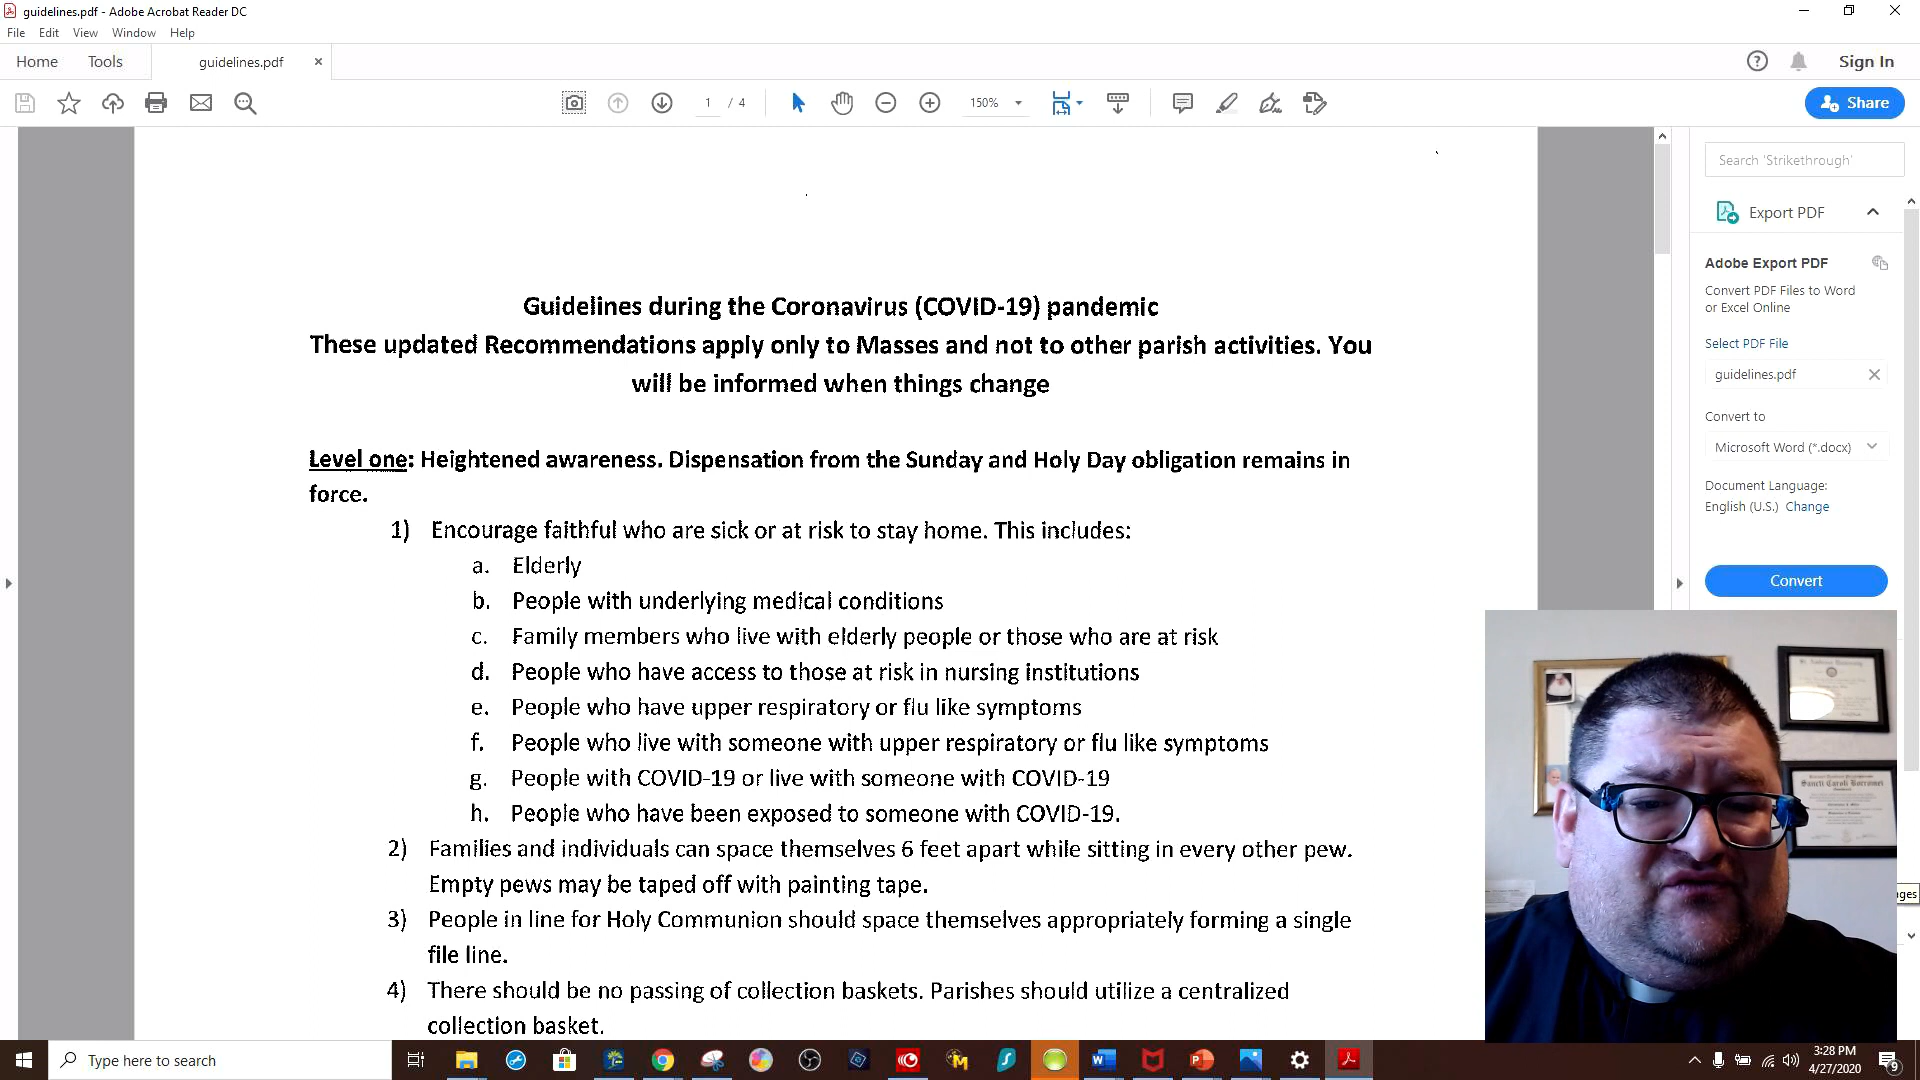 guidelines.pdf - Adobe Acrobat Reader DC
File Edit View Window Help
Home Tools guidelines.pdf × Sign In
1 / 4 150% Share
Search 'Strikethrough'
Export PDF
Adobe Export PDF
Convert PDF Files to Word
or Excel Online
Select PDF File
guidelines.pdf
Convert to
Microsoft Word (*.docx)
Document Language:
English (U.S.) Change
Convert
Guidelines during the Coronavirus (COVID-19) pandemic
These updated Recommendations apply only to Masses and not to other parish activities. You
will be informed when things change
Level one: Heightened awareness. Dispensation from the Sunday and Holy Day obligation remains in
force.
1) Encourage faithful who are sick or at risk to stay home. This includes:
a. Elderly
b. People with underlying medical conditions
c. Family members who live with elderly people or those who are at risk
d. People who have access to those at risk in nursing institutions
e. People who have upper respiratory or flu like symptoms
f. People who live with someone with upper respiratory or flu like symptoms
g. People with COVID-19 or live with someone with COVID-19
h. People who have been exposed to someone with COVID-19.
2) Families and individuals can space themselves 6 feet apart while sitting in every other pew.
Empty pews may be taped off with painting tape.
3) People in line for Holy Communion should space themselves appropriately forming a single
file line.
4) There should be no passing of collection baskets. Parishes should utilize a centralized
collection basket.
Sancti Caroli Borromei
ges
Type here to search
3:28 PM
4/27/2020
9